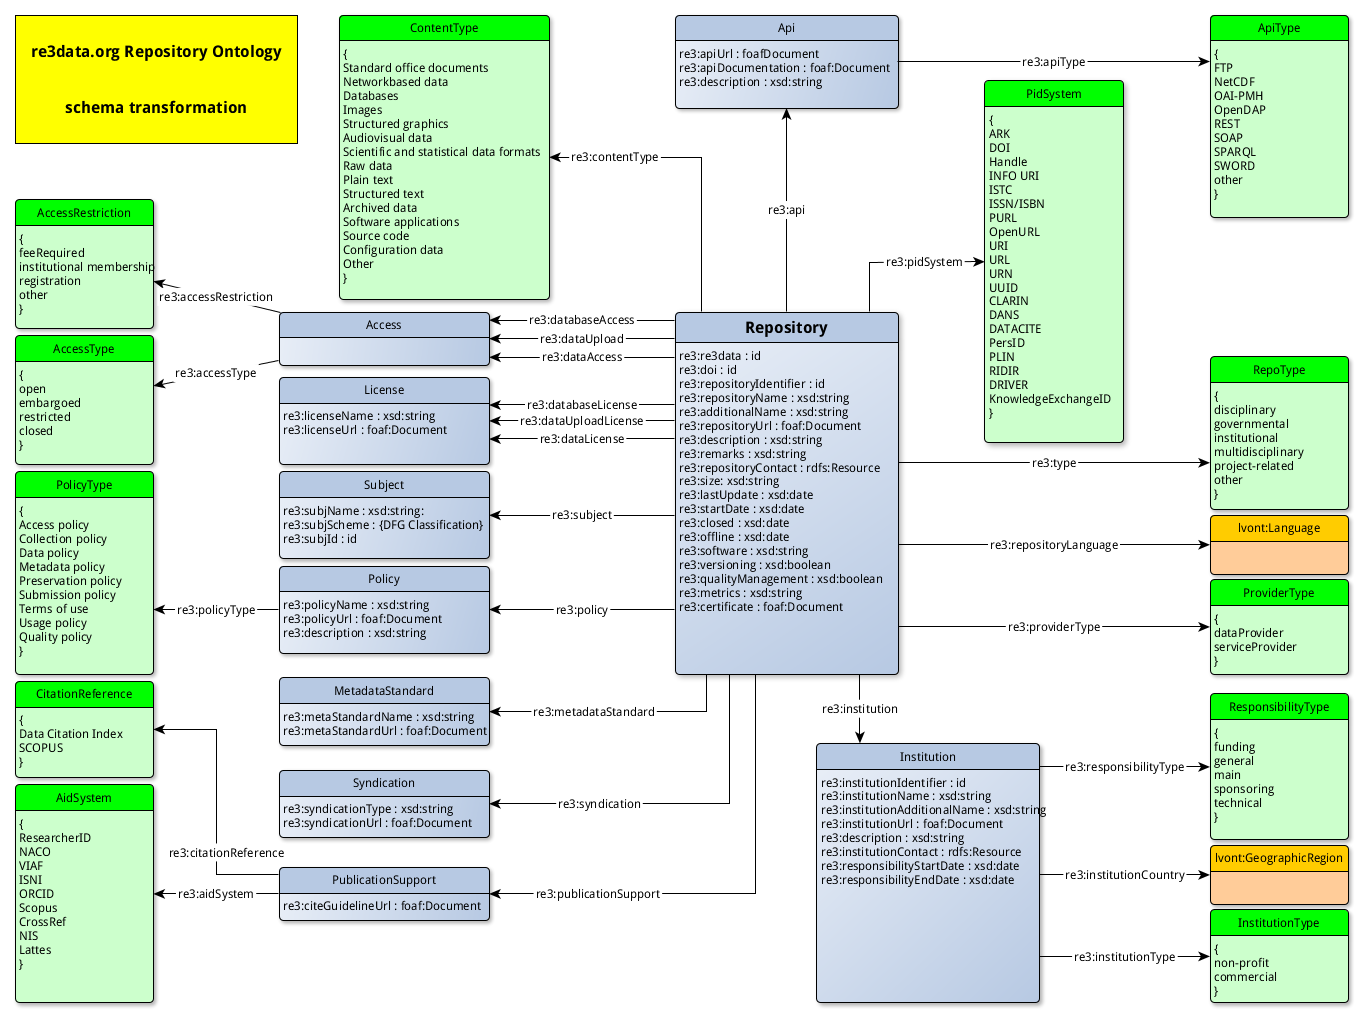 re3data.org Repository Ontology
schema transformation
ContentType
{
Standard office documents
Networkbased data
Databases
Images
Structured graphics
Audiovisual data
Scientific and statistical data formats
Raw data
Plain text
Structured text
Archived data
Software applications
Source code
Configuration data
Other
}
re3:contentType
Api
re3:apiUrl : foafDocument
re3:apiDocumentation : foaf:Document
re3:description : xsd:string
re3:apiType
re3:api
ApiType
{
FTP
NetCDF
OAI-PMH
OpenDAP
REST
SOAP
SPARQL
SWORD
other
}
PidSystem
{
ARK
DOI
Handle
INFO URI
ISTC
ISSN/ISBN
PURL
OpenURL
URI
URL
URN
UUID
CLARIN
DANS
DATACITE
PersID
PLIN
RIDIR
DRIVER
KnowledgeExchangeID
}
re3:pidSystem
AccessRestriction
{
feeRequired
institutional membership
registration
other
}
re3:accessRestriction
AccessType
{
open
embargoed
restricted
closed
}
re3:accessType
Access
re3:databaseAccess
re3:dataUpload
re3:dataAccess
License
re3:licenseName : xsd:string
re3:licenseUrl : foaf:Document
re3:databaseLicense
re3:dataUploadLicense
re3:dataLicense
Repository
re3:re3data : id
re3:doi : id
re3:repositoryIdentifier : id
re3:repositoryName : xsd:string
re3:additionalName : xsd:string
re3:repositoryUrl : foaf:Document
re3:description : xsd:string
re3:remarks : xsd:string
re3:repositoryContact : rdfs:Resource
re3:size: xsd:string
re3:lastUpdate : xsd:date
re3:startDate : xsd:date
re3:closed : xsd:date
re3:offline : xsd:date
re3:software : xsd:string
re3:versioning : xsd:boolean
re3:qualityManagement : xsd:boolean
re3:metrics : xsd:string
re3:certificate : foaf:Document
RepoType
{
disciplinary
governmental
institutional
multidisciplinary
project-related
other
}
re3:type
PolicyType
{
Access policy
Collection policy
Data policy
Metadata policy
Preservation policy
Submission policy
Terms of use
Usage policy
Quality policy
}
re3:policyType
Subject
re3:subjName : xsd:string:
re3:subjScheme : {DFG Classification}
re3:subjId : id
re3:subject
Policy
re3:policyName : xsd:string
re3:policyUrl : foaf:Document
re3:description : xsd:string
re3:policy
lvont:Language
re3:repositoryLanguage
ProviderType
{
dataProvider
serviceProvider
}
re3:providerType
CitationReference
{
Data Citation Index
SCOPUS
}
re3:citationReference
MetadataStandard
re3:metaStandardName : xsd:string
re3:metaStandardUrl : foaf:Document
re3:metadataStandard
Syndication
re3:syndicationType : xsd:string
re3:syndicationUrl : foaf:Document
re3:syndication
AidSystem
{
ResearcherID
NACO
VIAF
ISNI
ORCID
Scopus
CrossRef
NIS
Lattes
}
re3:aidSystem
PublicationSupport
re3:citeGuidelineUrl : foaf:Document
re3:publicationSupport
re3:institution
Institution
re3:institutionIdentifier : id
re3:institutionName : xsd:string
re3:institutionAdditionalName : xsd:string
re3:institutionUrl : foaf:Document
re3:description : xsd:string
re3:institutionContact : rdfs:Resource
re3:responsibilityStartDate : xsd:date
re3:responsibilityEndDate : xsd:date
re3:responsibilityType
ResponsibilityType
{
funding
general
main
sponsoring
technical
}
re3:institutionCountry
lvont:GeographicRegion
re3:institutionType
InstitutionType
{
non-profit
commercial
}